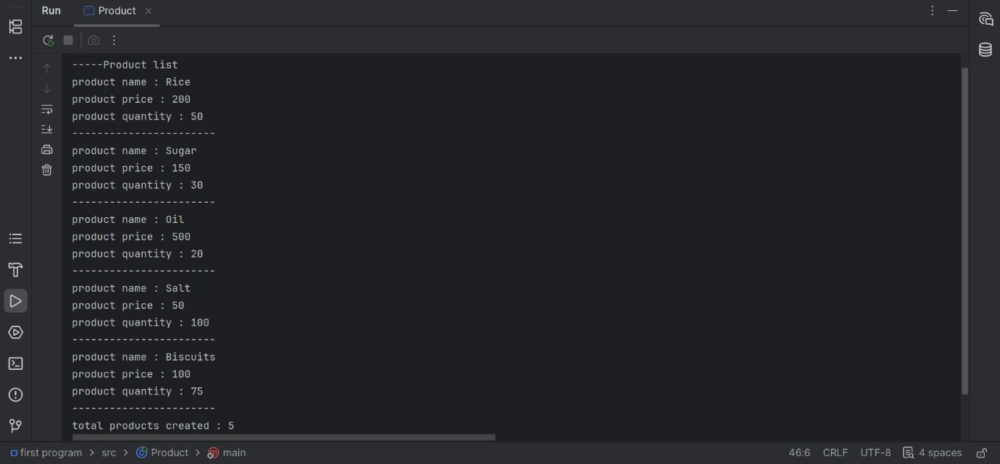 Run Product
-----Product list
product name : Rice
product price : 200
product quantity : 50
-----------------------
product name : Sugar
product price : 150
product quantity : 30
-----------------------
product name : Oil
product price : 500
product quantity : 20
-----------------------
product name : Salt
product price : 50
product quantity : 100
-----------------------
product name : Biscuits
product price : 100
product quantity : 75
-----------------------
total products created : 5
first program > src > Product > main 46:6 CRLF UTF-8 4 spaces